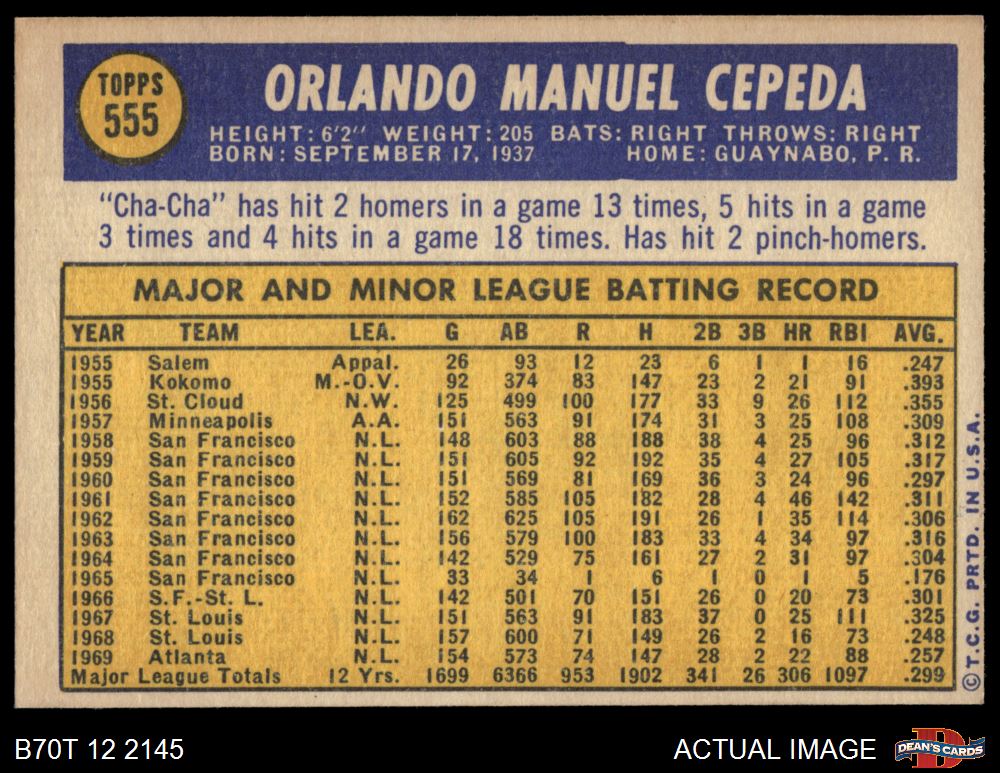 TOPPS
555
ORLANDO MANUEL CEPEDA
HEIGHT: 6'2" WEIGHT: 205 BATS: RIGHT THROWS: RIGHT
BORN: SEPTEMBER 17, 1937 HOME: GUAYNABO, P. R.
"Cha-Cha" has hit 2 homers in a game 13 times, 5 hits in a game
3 times and 4 hits in a game 18 times. Has hit 2 pinch-homers.
MAJOR AND MINOR LEAGUE BATTING RECORD
YEAR TEAM LEA. G AB R H 2B 3B HR RBI AVG.
1955 Salem Appal. 26 93 12 23 6 1 1 16 .247
1955 Kokomo M.-O.V. 92 374 83 147 23 2 21 91 .393
1956 St. Cloud N.W. 125 499 100 177 33 9 26 112 .355
1957 Minneapolis A.A. 151 563 91 174 31 3 25 108 .309
1958 San Francisco N.L. 148 603 88 188 38 4 25 96 .312
1959 San Francisco N.L. 151 605 92 192 35 4 27 105 .317
1960 San Francisco N.L. 151 569 81 169 36 3 24 96 .297
1961 San Francisco N.L. 152 585 105 182 28 4 46 142 .311
1962 San Francisco N.L. 162 625 105 191 26 1 35 114 .306
1963 San Francisco N.L. 156 579 100 183 33 4 34 97 .316
1964 San Francisco N.L. 142 529 75 161 27 2 31 97 .304
1965 San Francisco N.L. 33 34 1 6 1 0 1 5 .176
1966 S.F.-St. L. N.L. 142 501 70 151 26 0 20 73 .301
1967 St. Louis N.L. 151 563 91 183 37 0 25 111 .325
1968 St. Louis N.L. 157 600 71 149 26 2 16 73 .248
1969 Atlanta N.L. 154 573 74 147 28 2 22 88 .257
Major League Totals 12 Yrs. 1699 6366 953 1902 341 26 306 1097 .299
© T.C.G. PRTD. IN U.S.A.
B70T 12 2145
ACTUAL IMAGE
D
DEAN'S CARDS